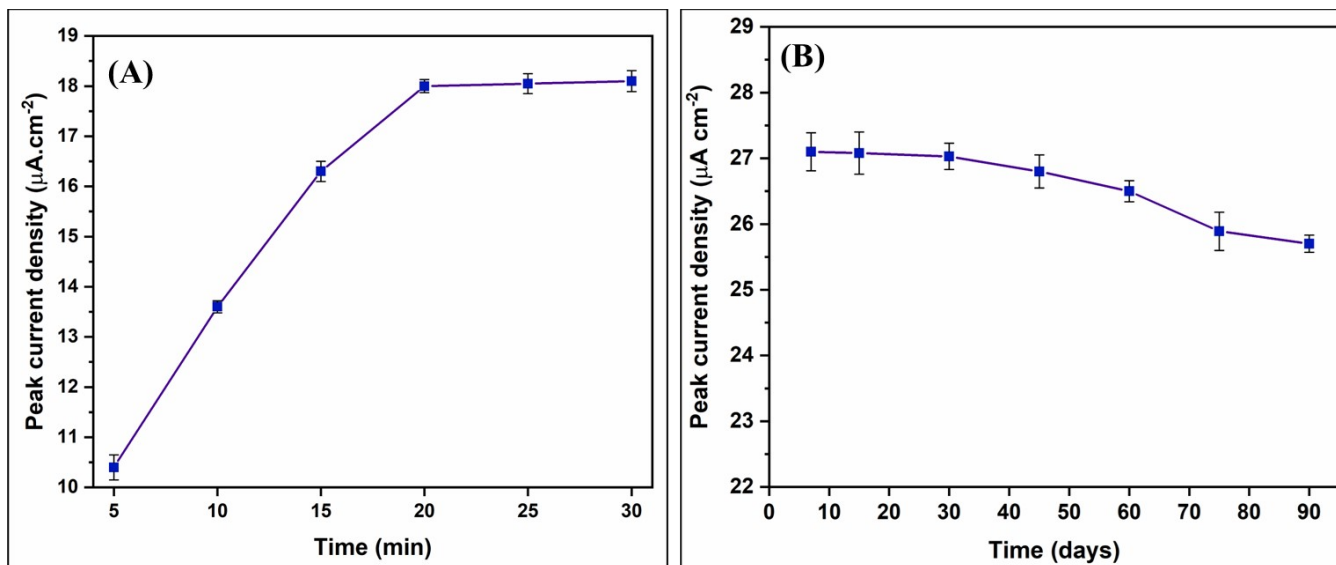 (A)
Peak current density (μA.cm⁻²)
19
18
17
16
15
14
13
12
11
10
5 10 15 20 25 30
Time (min)
(B)
Peak current density (μA cm⁻²)
29
28
27
26
25
24
23
22
0 10 20 30 40 50 60 70 80 90
Time (days)